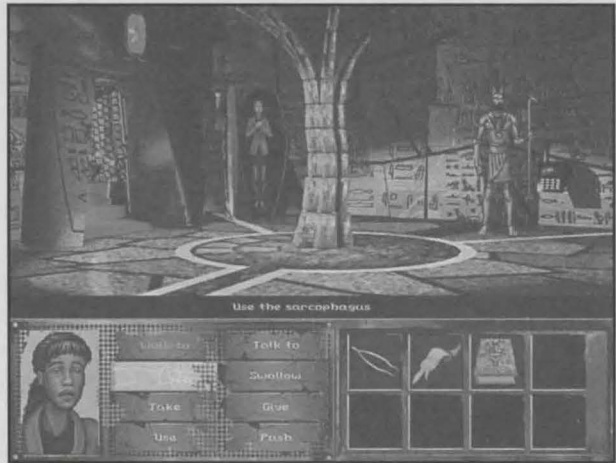 Use the sarcophagus
Talk to
Swallow
Take
Give
Use
Push